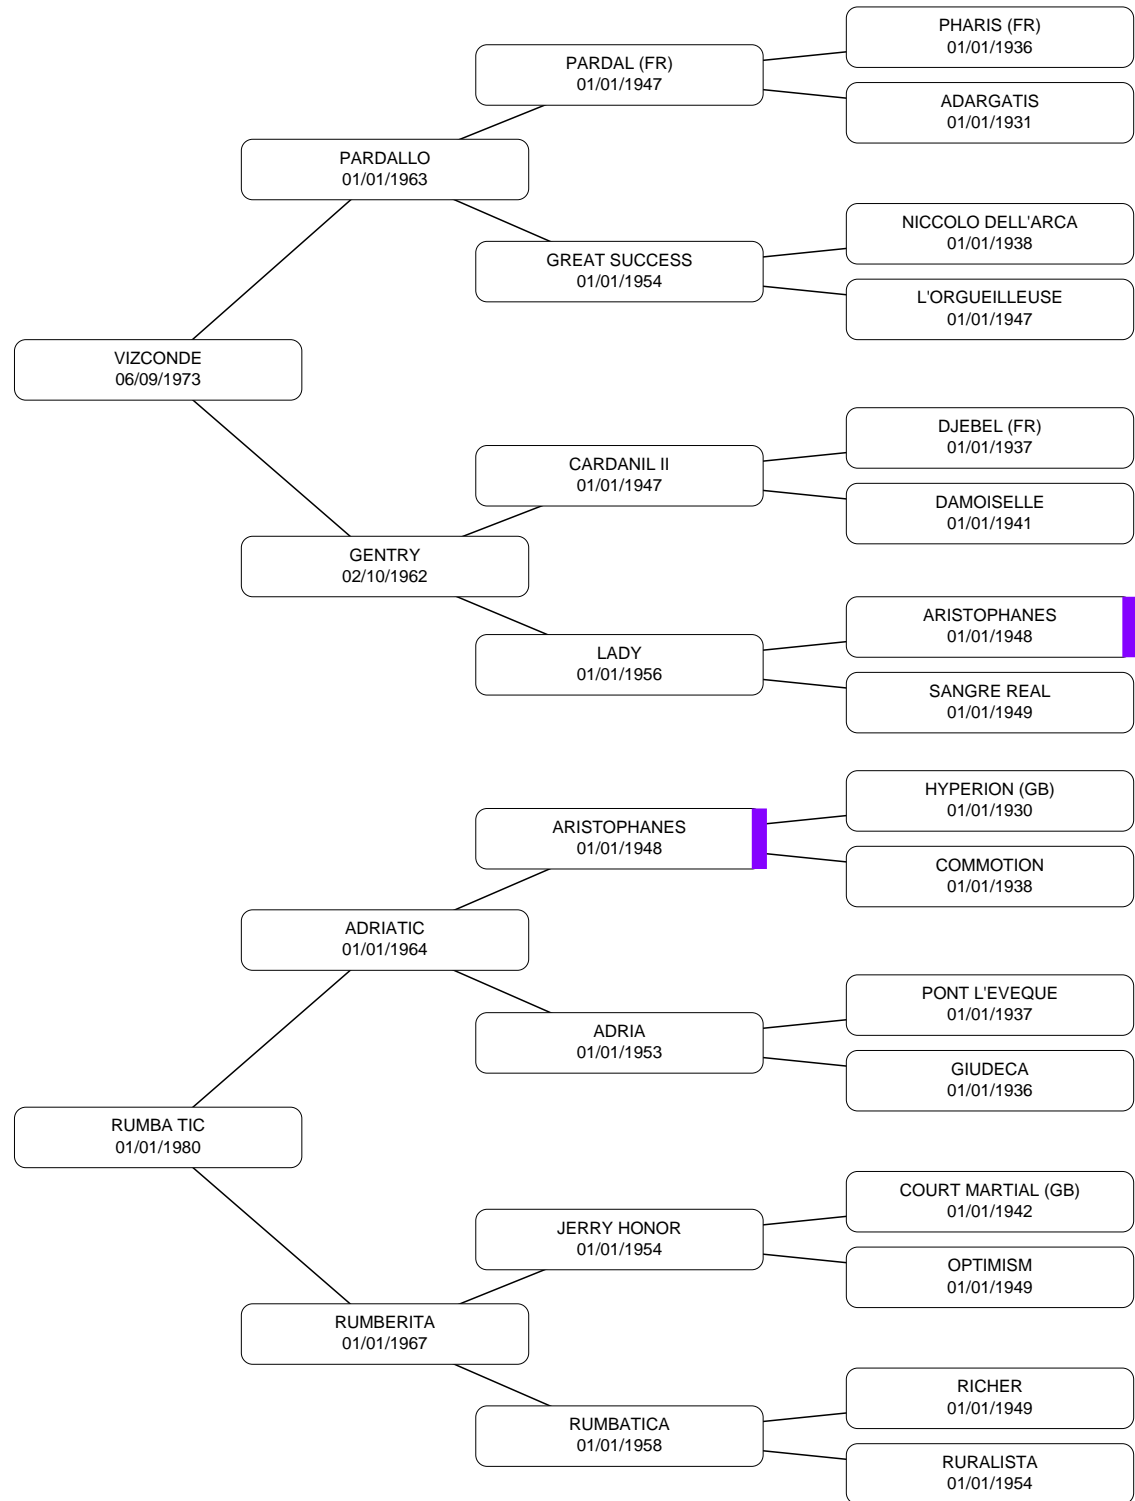 PHARIS (FR)
01/01/1936
PARDAL (FR)
01/01/1947
ADARGATIS
01/01/1931
PARDALLO
01/01/1963
NICCOLO DELL'ARCA
01/01/1938
GREAT SUCCESS
01/01/1954
L'ORGUEILLEUSE
01/01/1947
VIZCONDE
06/09/1973
DJEBEL (FR)
01/01/1937
CARDANIL II
01/01/1947
DAMOISELLE
01/01/1941
GENTRY
02/10/1962
ARISTOPHANES
01/01/1948
LADY
01/01/1956
SANGRE REAL
01/01/1949
HYPERION (GB)
01/01/1930
ARISTOPHANES
01/01/1948
COMMOTION
01/01/1938
ADRIATIC
01/01/1964
PONT L'EVEQUE
01/01/1937
ADRIA
01/01/1953
GIUDECA
01/01/1936
RUMBA TIC
01/01/1980
COURT MARTIAL (GB)
01/01/1942
JERRY HONOR
01/01/1954
OPTIMISM
01/01/1949
RUMBERITA
01/01/1967
RICHER
01/01/1949
RUMBATICA
01/01/1958
RURALISTA
01/01/1954